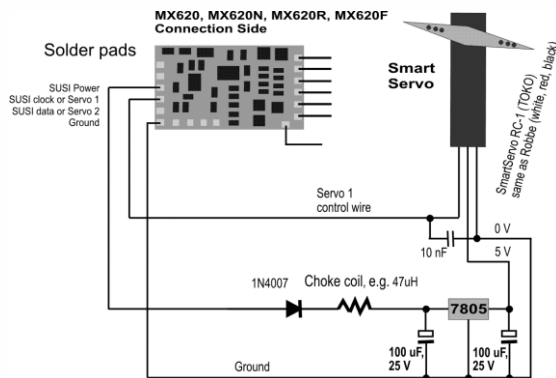 MX620, MX620N, MX620R, MX620F
Connection Side
Solder pads
SUSI Power
SUSI clock or Servo 1
SUSI data or Servo 2
Ground
Smart
Servo
SmartServo RC-1 (TOKO)
same as Robbe (white, red, black)
Servo 1
control wire
0 V
10 nF
5 V
1N4007
Choke coil, e.g. 47uH
7805
100 uF,
25 V
100 uF,
25 V
Ground